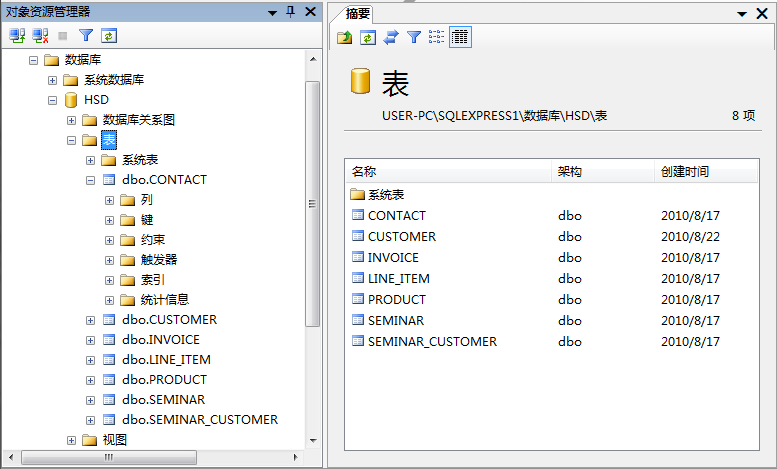 对象资源管理器
数据库
系统数据库
HSD
数据库关系图
表
系统表
dbo.CONTACT
列
键
约束
触发器
索引
统计信息
dbo.CUSTOMER
dbo.INVOICE
dbo.LINE_ITEM
dbo.PRODUCT
dbo.SEMINAR
dbo.SEMINAR_CUSTOMER
视图
摘要
表
USER-PC\SQLEXPRESS1\数据库\HSD\表 8 项
名称 架构 创建时间
系统表
CONTACT dbo 2010/8/17
CUSTOMER dbo 2010/8/22
INVOICE dbo 2010/8/17
LINE_ITEM dbo 2010/8/17
PRODUCT dbo 2010/8/17
SEMINAR dbo 2010/8/17
SEMINAR_CUSTOMER dbo 2010/8/17